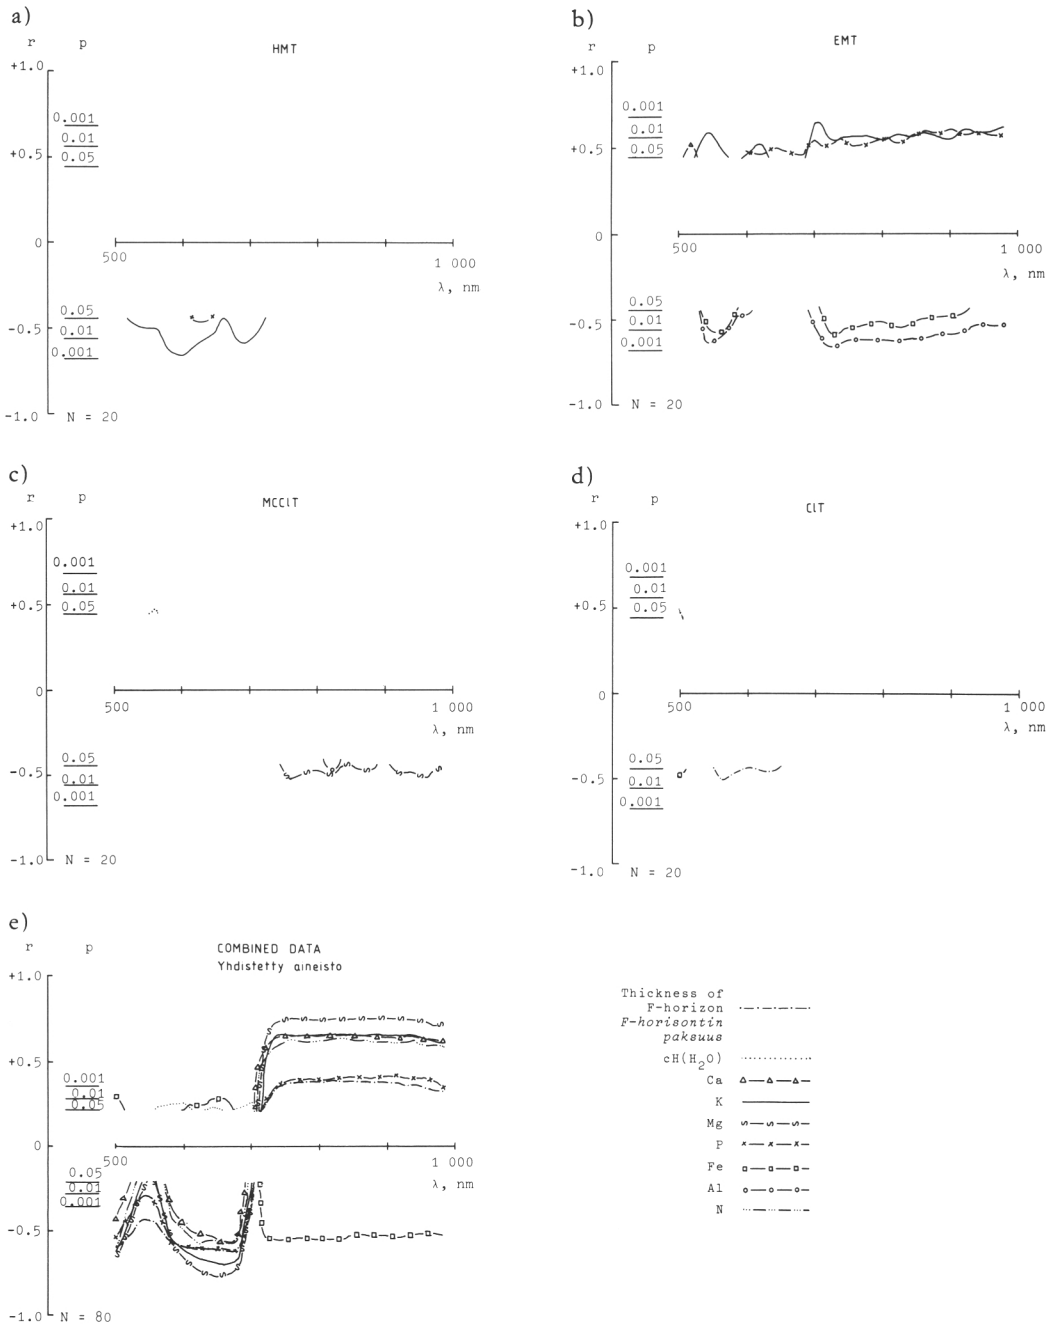 a)
r p
HMT
+1.0
0.001
0.01
+0.5
0.05
0
500
1 000
λ, nm
0.05
-0.5
0.01
0.001
-1.0
N = 20
b)
r p
EMT
+1.0
0.001
0.01
+0.5
0.05
0
500
1 000
λ, nm
0.05
-0.5
0.01
0.001
-1.0
N = 20
c)
r p
MCClT
+1.0
0.001
0.01
+0.5
0.05
0
500
1 000
λ, nm
0.05
-0.5
0.01
0.001
-1.0
N = 20
d)
r p
ClT
+1.0
0.001
0.01
+0.5
0.05
0
500
1 000
λ, nm
0.05
-0.5
0.01
0.001
-1.0
N = 20
e)
r p
COMBINED DATA
Yhdistetty aineisto
+1.0
+0.5
0.001
0.01
0.05
0
500
1 000
λ, nm
0.05
0.01
0.001
-0.5
-1.0
N = 80
Thickness of
F-horizon
F-horisontin
paksuus
cH(H2O)
Ca
K
Mg
P
Fe
Al
N